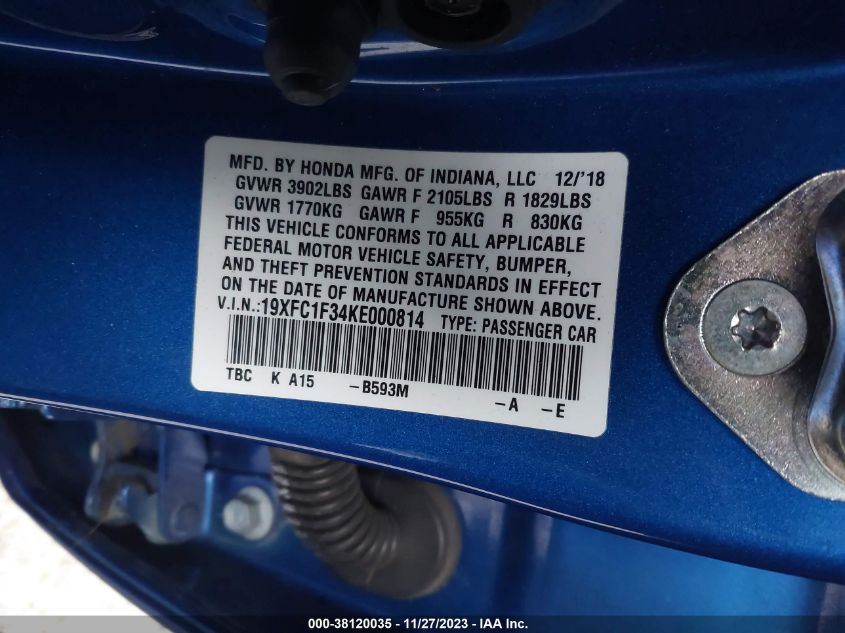 MFD. BY HONDA MFG. OF INDIANA, LLC 12/'18
GVWR 3902LBS GAWR F 2105LBS R 1829LBS
GVWR 1770KG GAWR F 955KG R 830KG
THIS VEHICLE CONFORMS TO ALL APPLICABLE
FEDERAL MOTOR VEHICLE SAFETY, BUMPER,
AND THEFT PREVENTION STANDARDS IN EFFECT
ON THE DATE OF MANUFACTURE SHOWN ABOVE.
V.I.N.:19XFC1F34KE000814 TYPE: PASSENGER CAR
TBC K A15 -B593M -A -E
000-38120035 - 11/27/2023 - IAA Inc.